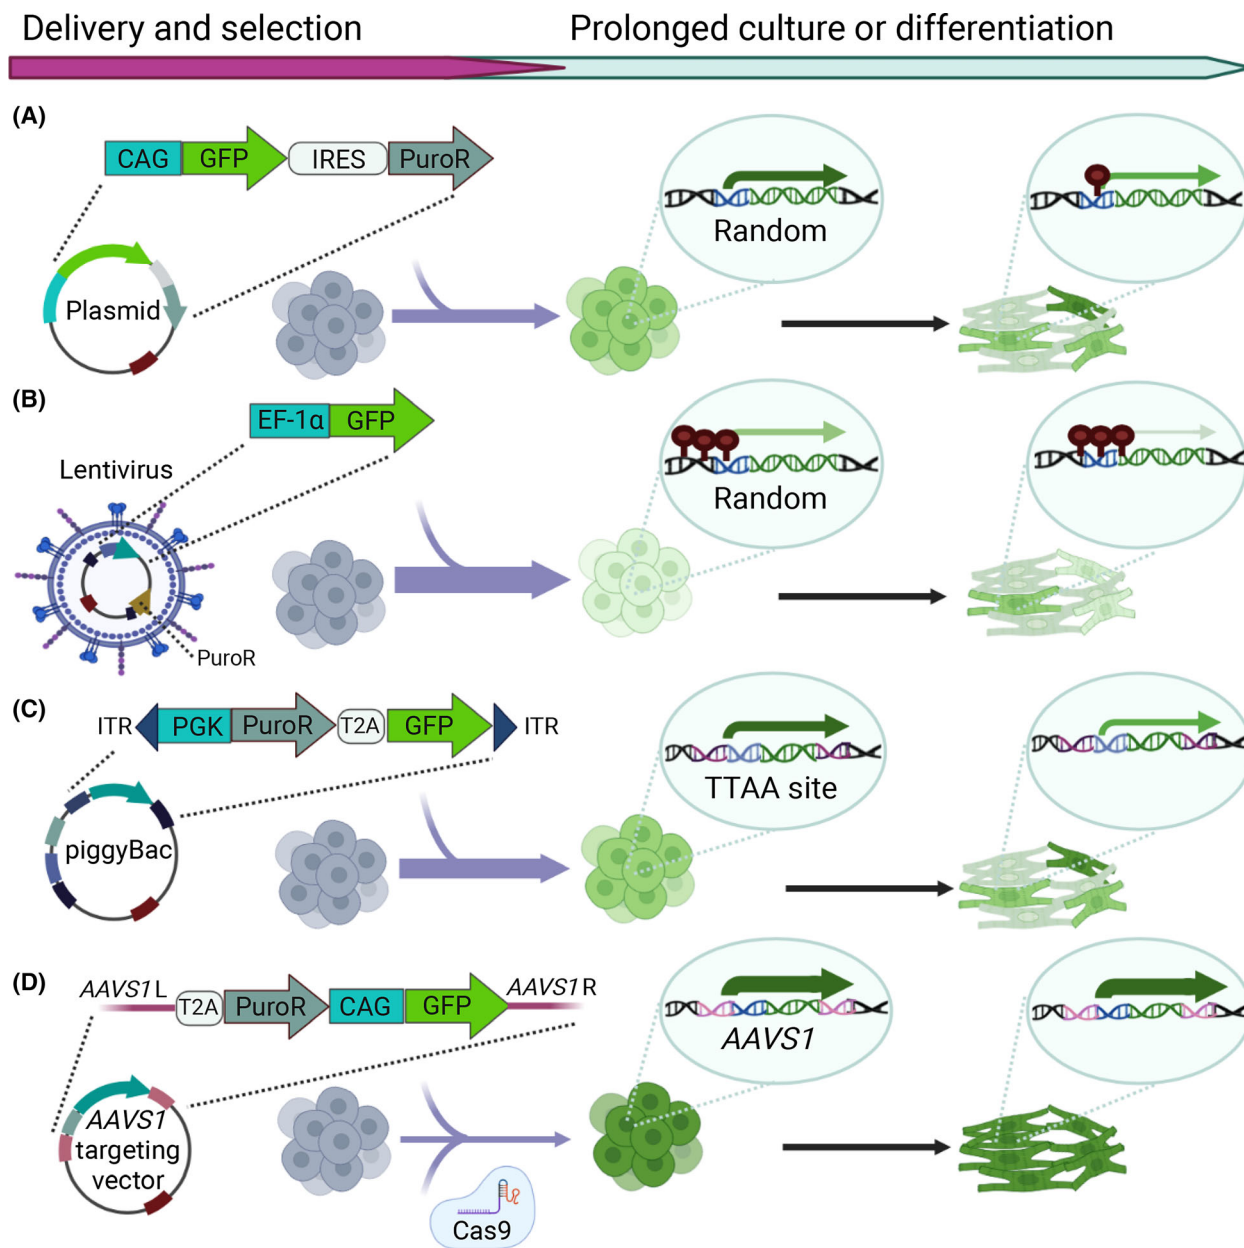 Delivery and selection
Prolonged culture or differentiation
(A)
CAG GFP IRES PuroR
Plasmid
Random
(B)
EF-1α GFP
Lentivirus
PuroR
Random
(C)
ITR PGK PuroR T2A GFP ITR
piggyBac
TTAA site
(D)
AAVS1 L T2A PuroR CAG GFP AAVS1 R
AAVS1
targeting
vector
Cas9
AAVS1